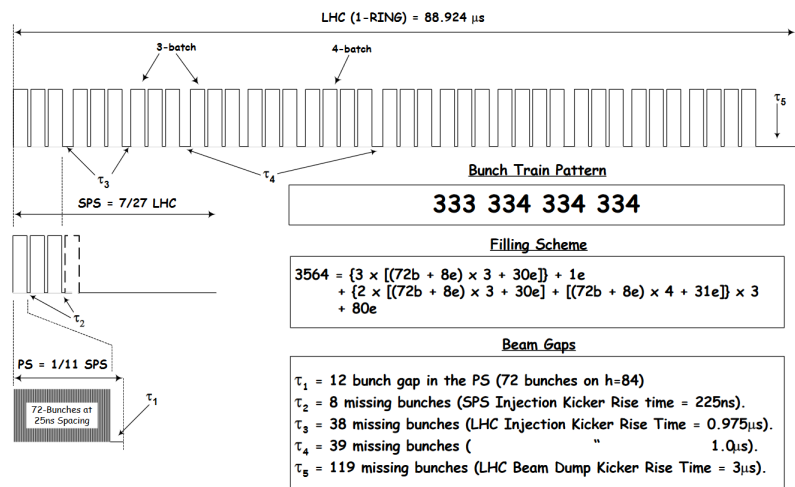 LHC (1-RING) = 88.924 μs
3-batch
4-batch
τ5
τ3
τ4
SPS = 7/27 LHC
Bunch Train Pattern
333 334 334 334
Filling Scheme
3564 = {3 x [(72b + 8e) x 3 + 30e]} + 1e
+ {2 x [(72b + 8e) x 3 + 30e] + [(72b + 8e) x 4 + 31e]} x 3
+ 80e
τ2
PS = 1/11 SPS
τ1
72-Bunches at
25ns Spacing
Beam Gaps
τ1 = 12 bunch gap in the PS (72 bunches on h=84)
τ2 = 8 missing bunches (SPS Injection Kicker Rise time = 225ns).
τ3 = 38 missing bunches (LHC Injection Kicker Rise Time = 0.975μs).
τ4 = 39 missing bunches ( " 1.0μs).
τ5 = 119 missing bunches (LHC Beam Dump Kicker Rise Time = 3μs).